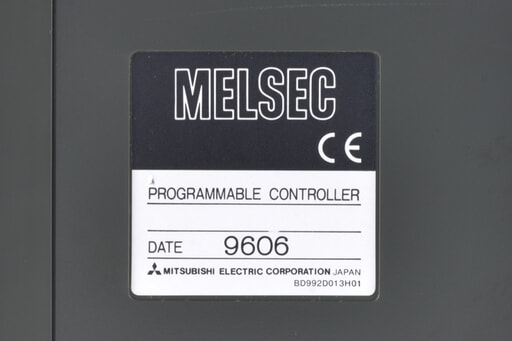 MELSEC
CE
PROGRAMMABLE CONTROLLER
DATE 9606
MITSUBISHI ELECTRIC CORPORATION JAPAN
BD992D013H01